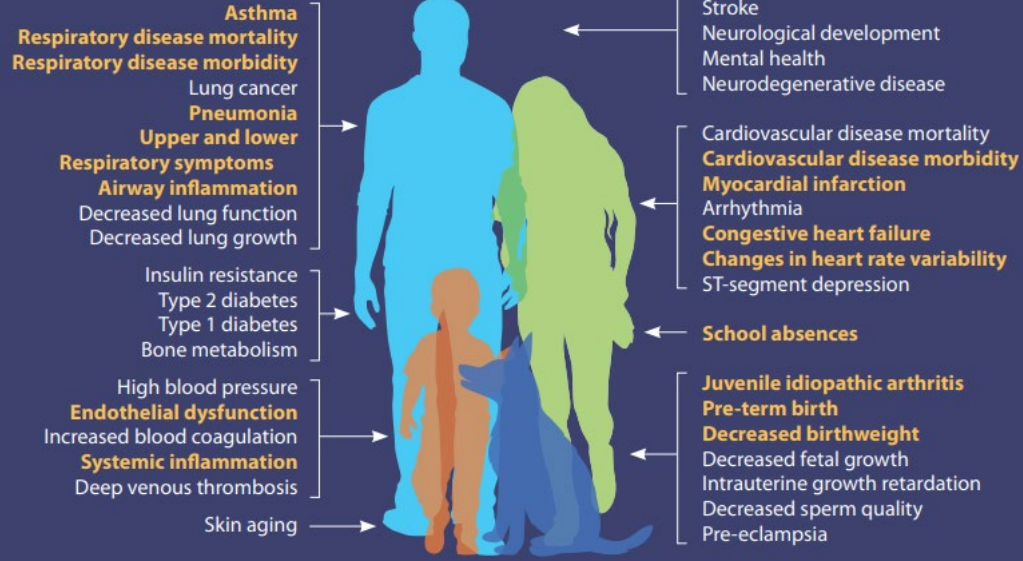 Asthma
Respiratory disease mortality
Respiratory disease morbidity
Lung cancer
Pneumonia
Upper and lower
Respiratory symptoms
Airway inflammation
Decreased lung function
Decreased lung growth
Insulin resistance
Type 2 diabetes
Type 1 diabetes
Bone metabolism
High blood pressure
Endothelial dysfunction
Increased blood coagulation
Systemic inflammation
Deep venous thrombosis
Skin aging
Stroke
Neurological development
Mental health
Neurodegenerative disease
Cardiovascular disease mortality
Cardiovascular disease morbidity
Myocardial infarction
Arrhythmia
Congestive heart failure
Changes in heart rate variability
ST-segment depression
School absences
Juvenile idiopathic arthritis
Pre-term birth
Decreased birthweight
Decreased fetal growth
Intrauterine growth retardation
Decreased sperm quality
Pre-eclampsia